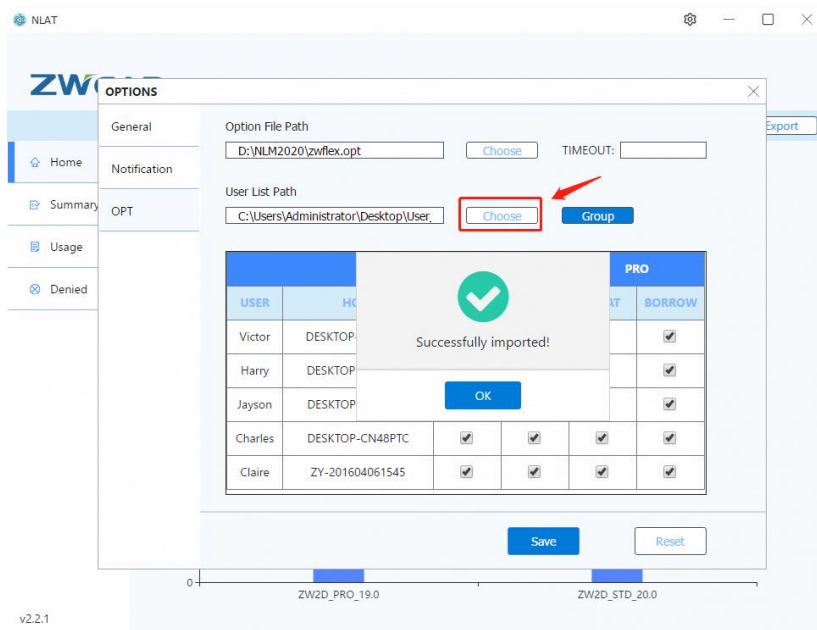 NLAT
ZW
OPTIONS
Export
General
Notification
OPT
Home
Summary
Usage
Denied
Option File Path
D:\NLM2020\zwflex.opt
Choose
TIMEOUT:
User List Path
C:\Users\Administrator\Desktop\User_
Choose
Group
PRO
USER
BORROW
Victor
DESKTOP-
Harry
DESKTOP
Jayson
DESKTOP
Charles
DESKTOP-CN48PTC
Claire
ZY-201604061545
Successfully imported!
OK
Save
Reset
0
ZW2D_PRO_19.0
ZW2D_STD_20.0
v2.2.1